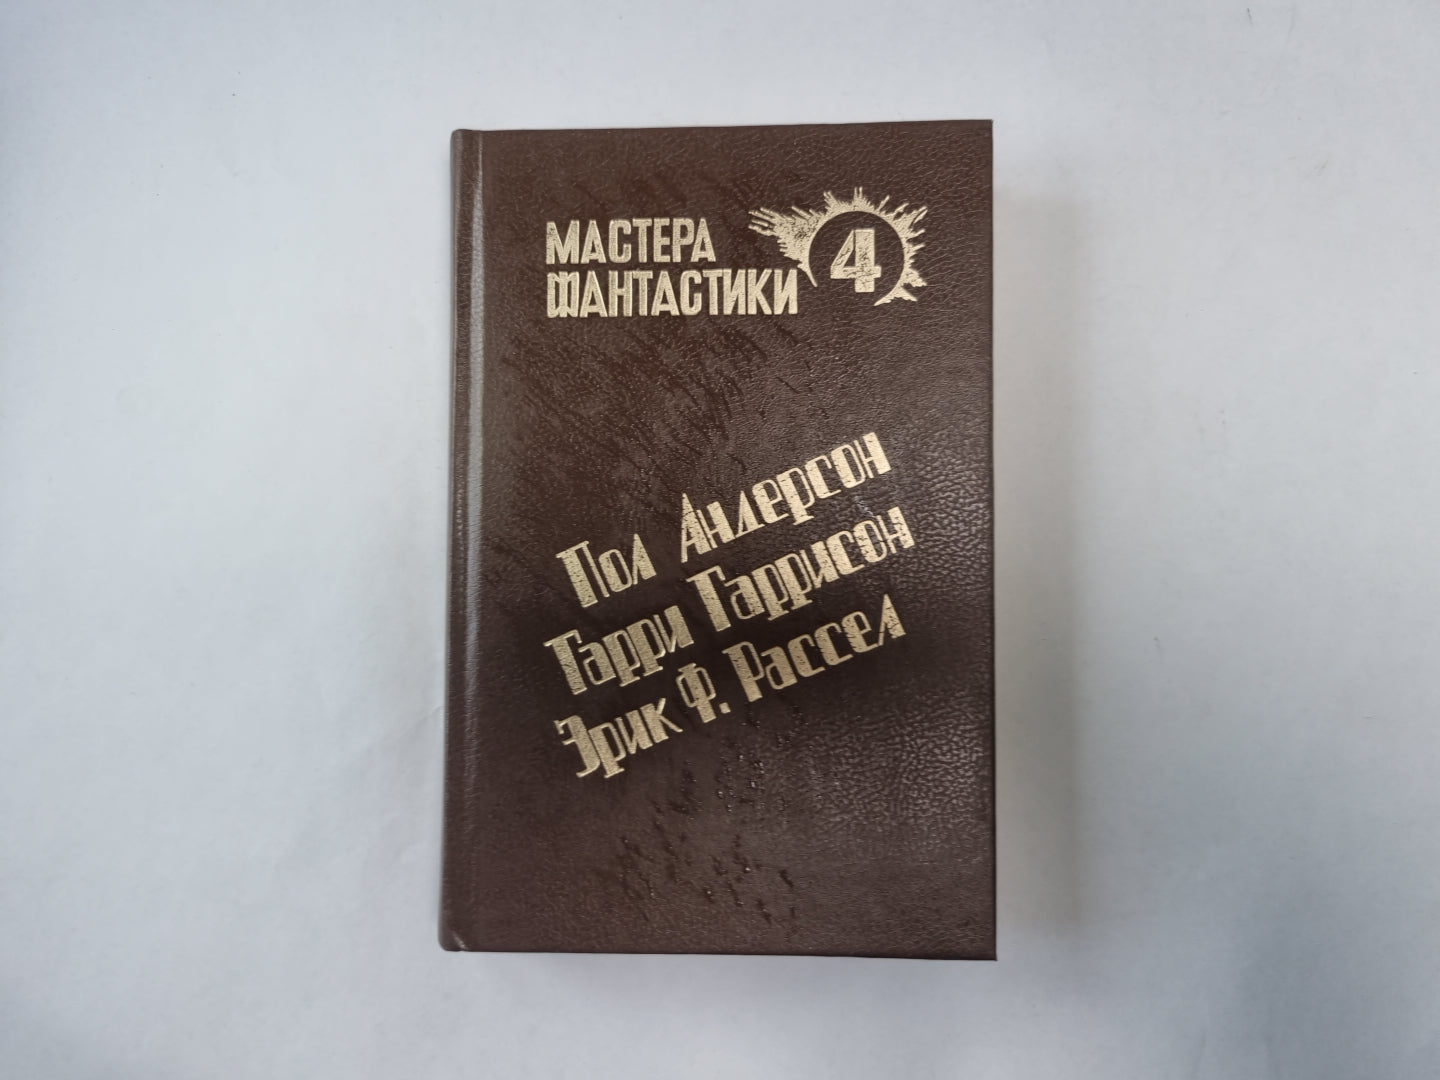 МАСТЕРА
ФАНТАСТИКИ
4
Пол Андерсон
Гарри Гаррисон
Эрик Ф. Рассел